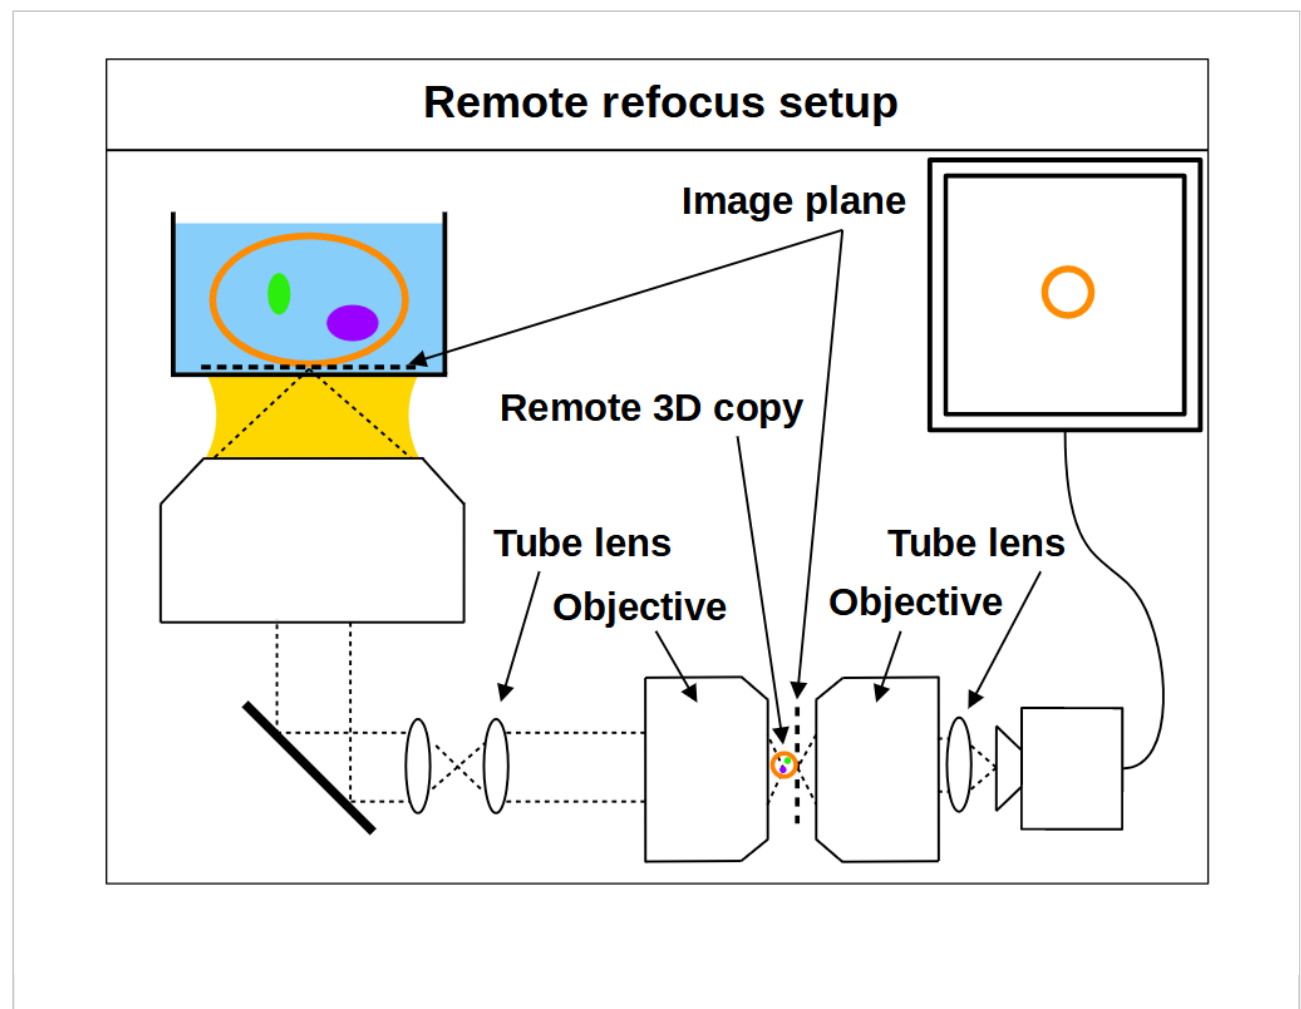 Remote refocus setup
Image plane
Remote 3D copy
Tube lens
Tube lens
Objective
Objective